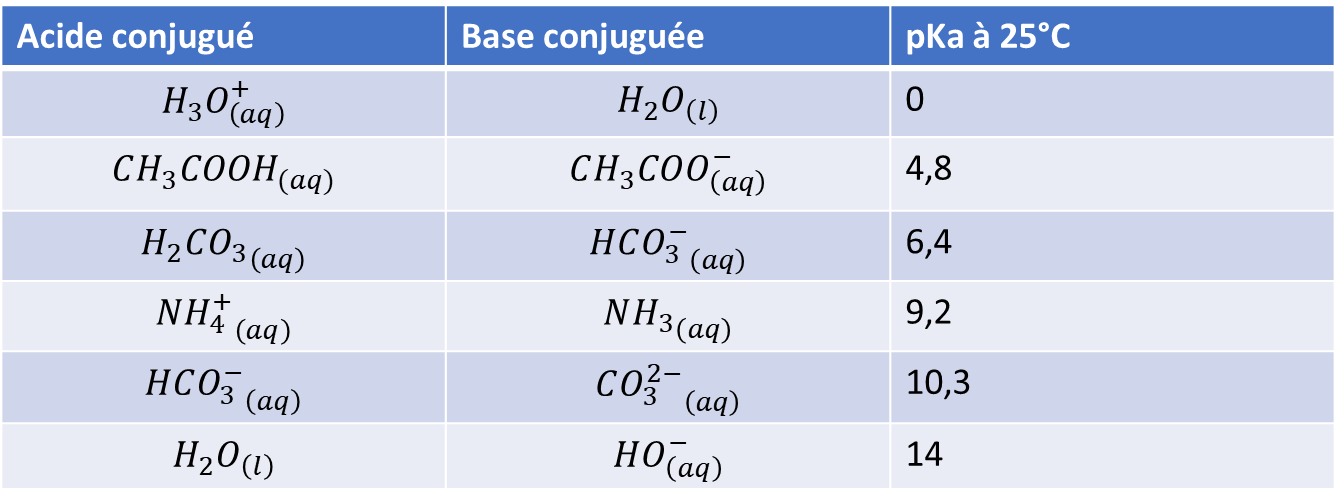 Acide conjugué Base conjuguée pKa à 25°C
H₃O⁺(aq) H₂O(l) 0
CH₃COOH(aq) CH₃COO⁻(aq) 4,8
H₂CO₃(aq) HCO₃⁻(aq) 6,4
NH₄⁺(aq) NH₃(aq) 9,2
HCO₃⁻(aq) CO₃²⁻(aq) 10,3
H₂O(l) HO⁻(aq) 14